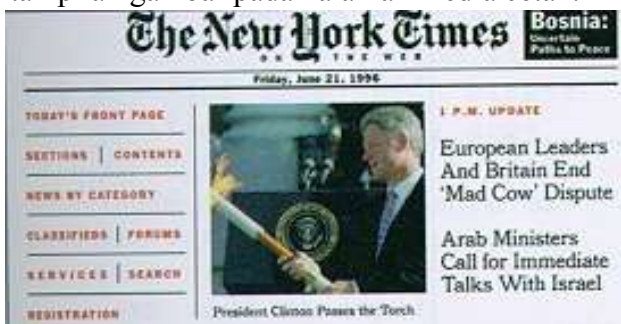 The New York Times
ON THE WEB
Bosnia:
Uncertain
Paths to Peace
Friday, June 21, 1996
TODAY'S FRONT PAGE
SECTIONS | CONTENTS
NEWS BY CATEGORY
CLASSIFIEDS | FORUMS
SERVICES | SEARCH
REGISTRATION
President Clinton Passes the Torch
1 P.M. UPDATE
European Leaders
And Britain End
'Mad Cow' Dispute
Arab Ministers
Call for Immediate
Talks With Israel